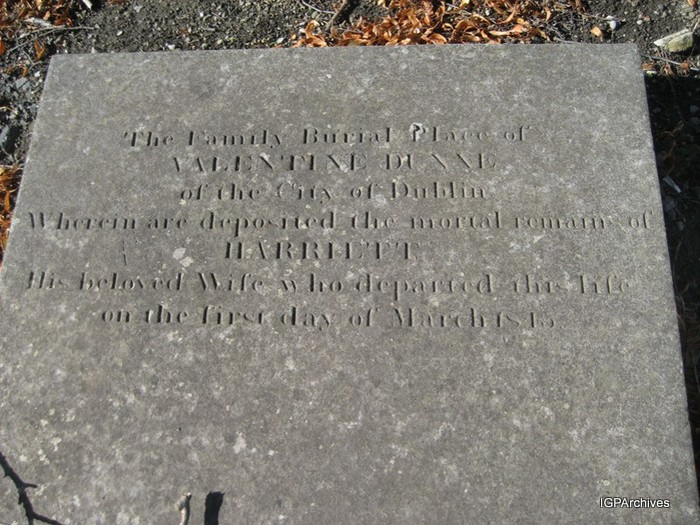 The Family Burial Place of
VALENTINE DUNNE
of the City of Dublin
Wherein are deposited the mortal remains of
HARRIETT
His beloved Wife who departed this life
on the first day of March 1845.
IGPArchives